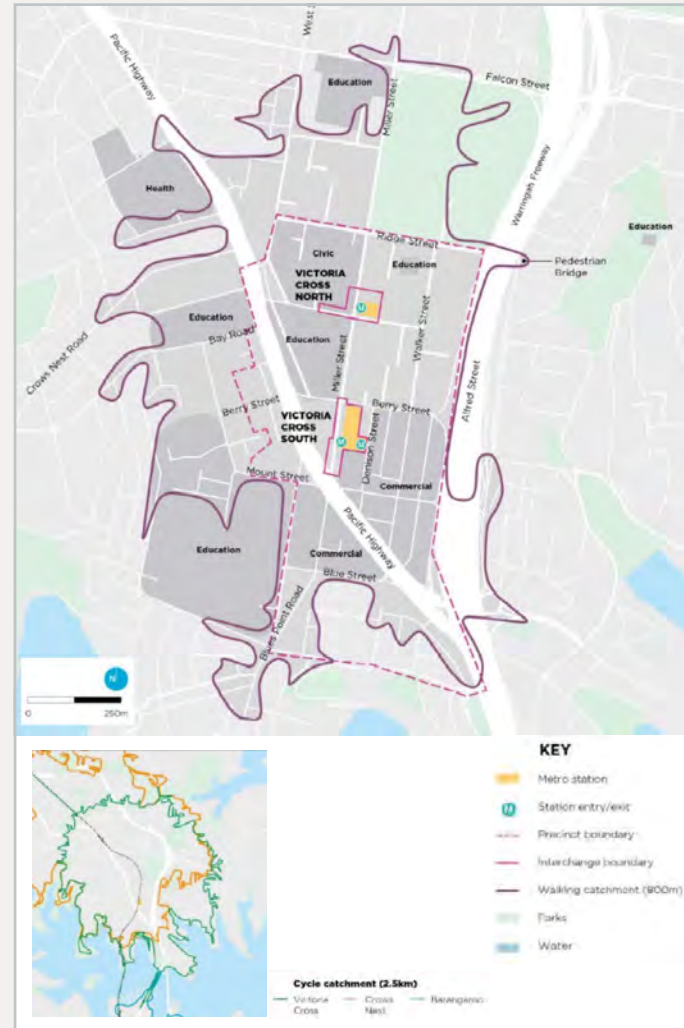 West S
Pacific Highway
Education
Miller Street
Falcon Street
Warringah Freeway
Health
Education
Ridge Street
Civic
Education
Pedestrian
Bridge
VICTORIA
CROSS
NORTH
M
Crows Nest Road
Education
Bay Road
Education
Miller Street
Walker Street
Alfred Street
Berry Street
Berry Street
VICTORIA
CROSS
SOUTH
M
M
Denison Street
Mount Street
Commercial
Pacific Highway
Education
Commercial
Blue Street
Blues Point Road
N
0
250m
KEY
Metro station
M
Station entry/exit
Precinct boundary
Interchange boundary
Walking catchment (800m)
Parks
Water
Cycle catchment (2.5km)
Victoria
Cross
Crows
Nest
Barangaroo